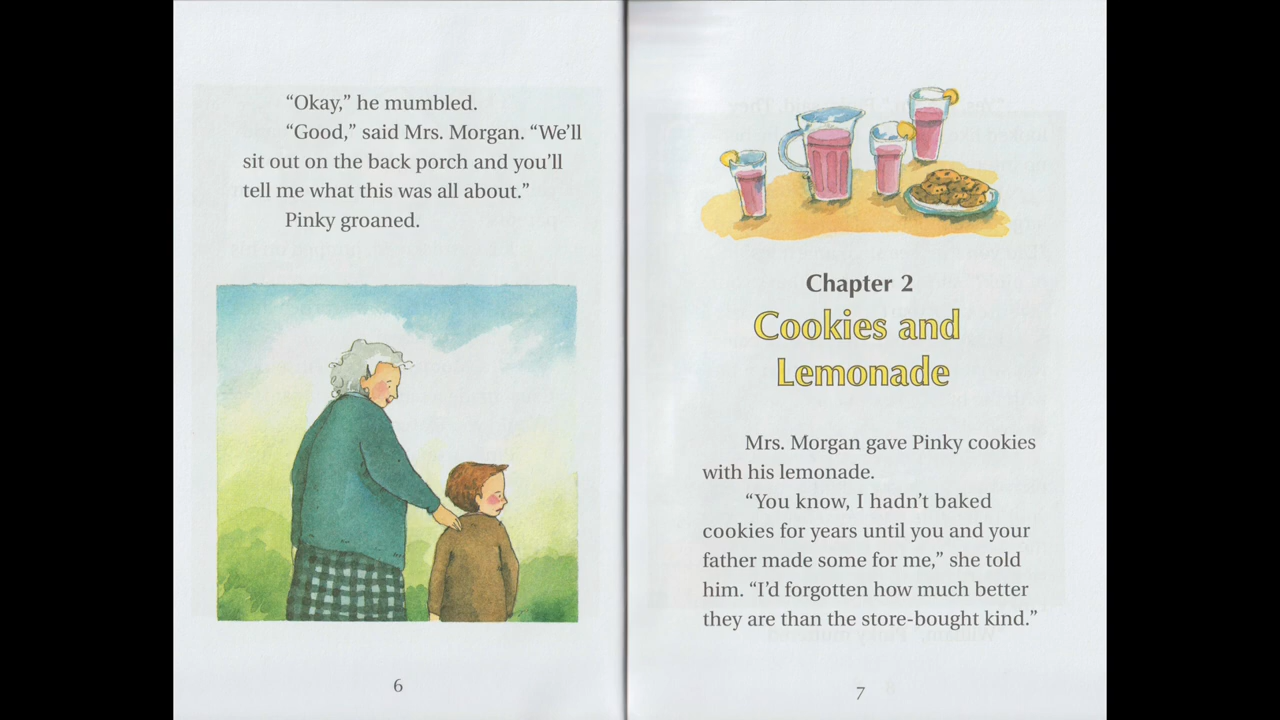 “Okay,” he mumbled.
“Good,” said Mrs. Morgan. “We’ll
sit out on the back porch and you’ll
tell me what this was all about.”
Pinky groaned.
6
Chapter 2
Cookies and
Lemonade
Mrs. Morgan gave Pinky cookies
with his lemonade.
“You know, I hadn’t baked
cookies for years until you and your
father made some for me,” she told
him. “I’d forgotten how much better
they are than the store-bought kind.”
7